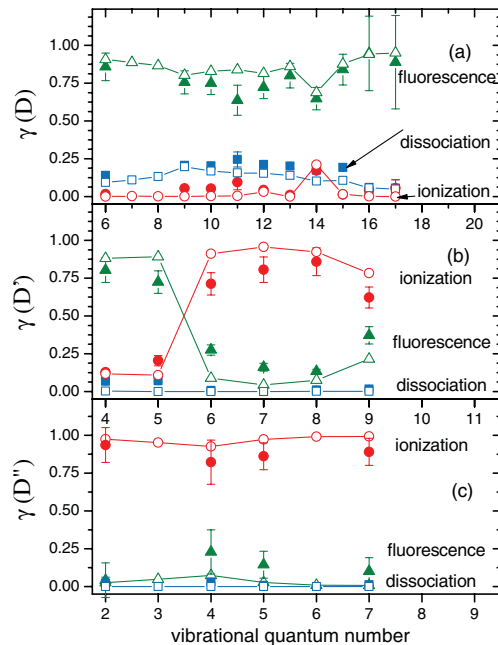 1.00
(a)
0.75
fluorescence
γ (D)
0.50
dissociation
0.25
ionization
0.00
6 8 10 12 14 16 18 20
1.00
(b)
ionization
0.75
γ (D')
0.50
fluorescence
0.25
dissociation
0.00
4 5 6 7 8 9 10 11
1.00
ionization
(c)
0.75
γ (D")
0.50
fluorescence
0.25
dissociation
0.00
2 3 4 5 6 7 8 9
vibrational quantum number